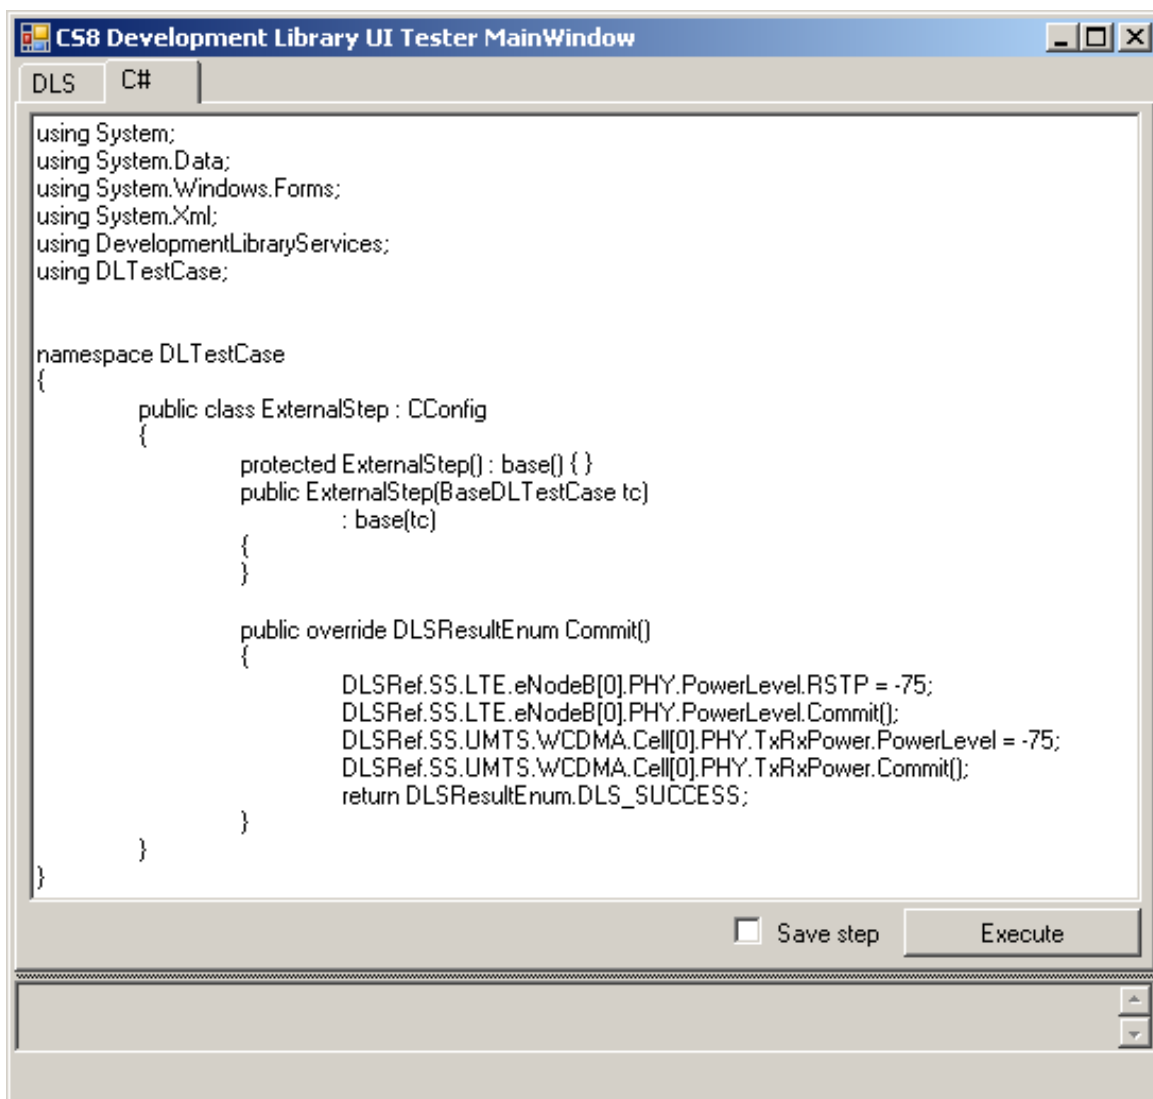 CS8 Development Library UI Tester MainWindow
DLS C#
using System;
using System.Data;
using System.Windows.Forms;
using System.Xml;
using DevelopmentLibraryServices;
using DLTestCase;
namespace DLTestCase
{
public class ExternalStep : CConfig
{
protected ExternalStep() : base() { }
public ExternalStep(BaseDLTestCase tc)
: base(tc)
{
}
public override DLSResultEnum Commit()
{
DLSRef.SS.LTE.eNodeB[0].PHY.PowerLevel.RSTP = -75;
DLSRef.SS.LTE.eNodeB[0].PHY.PowerLevel.Commit();
DLSRef.SS.UMTS.WCDMA.Cell[0].PHY.TxRxPower.PowerLevel = -75;
DLSRef.SS.UMTS.WCDMA.Cell[0].PHY.TxRxPower.Commit();
return DLSResultEnum.DLS_SUCCESS;
}
}
}
Save step Execute